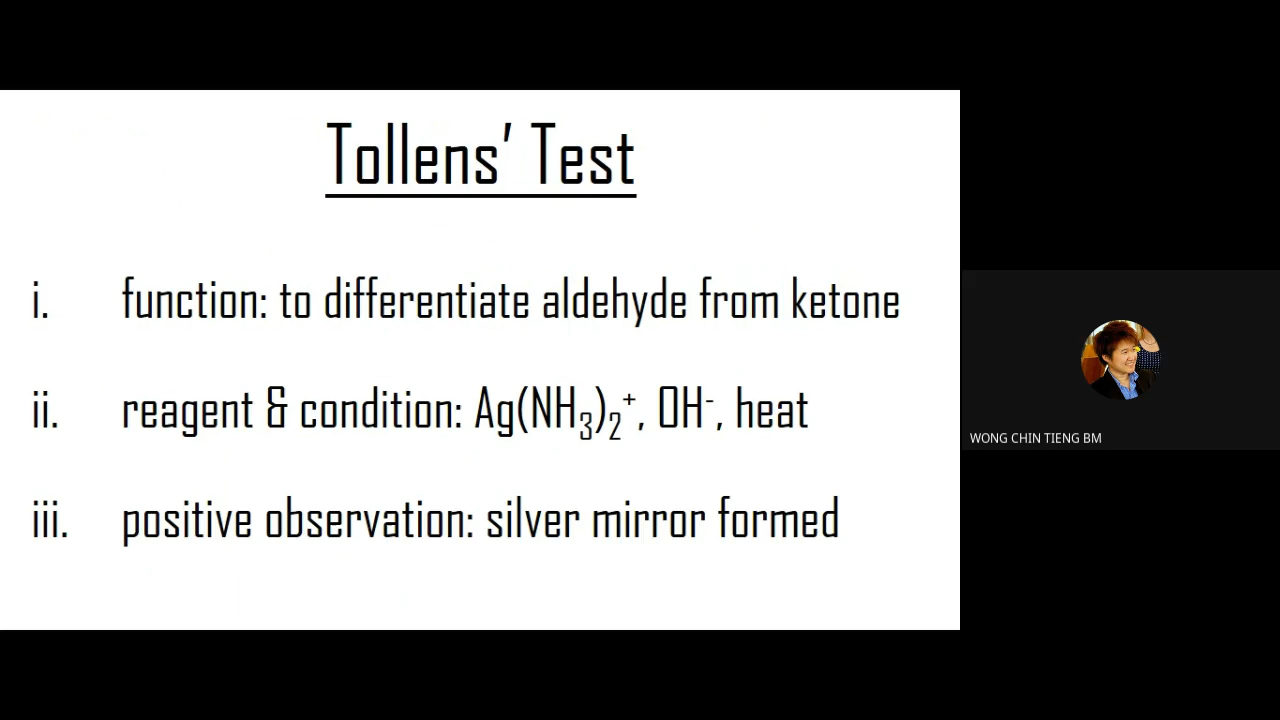 Tollens’ Test
i. function: to differentiate aldehyde from ketone
ii. reagent & condition: Ag(NH₃)₂⁺, OH⁻, heat
iii. positive observation: silver mirror formed
WONG CHIN TIENG BM